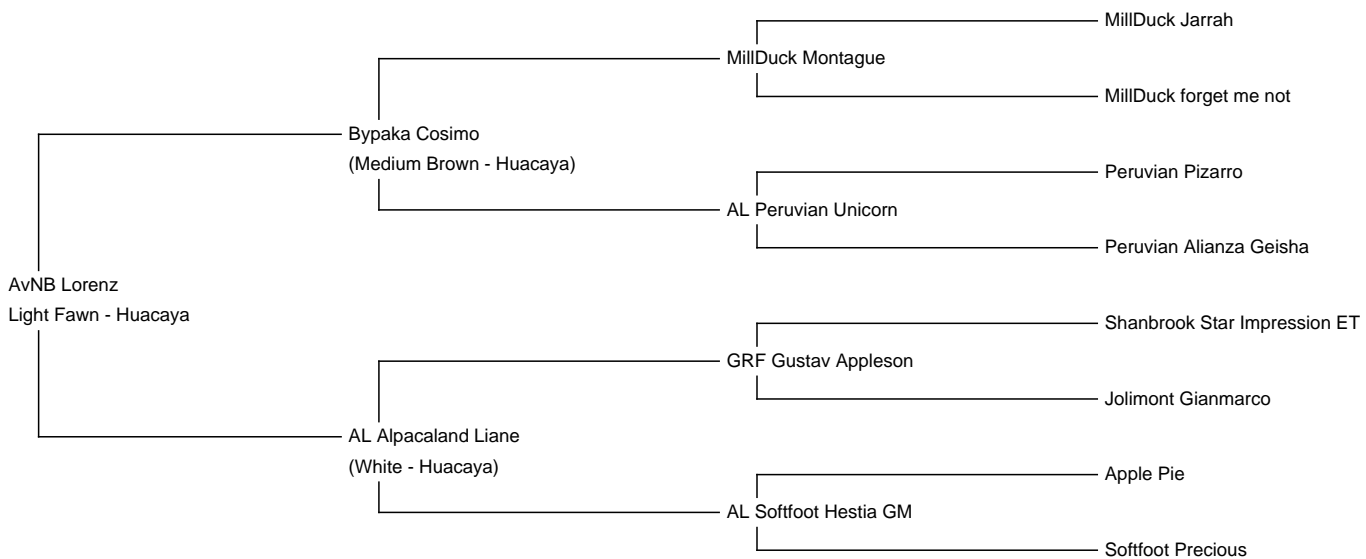 MillDuck Jarrah
MillDuck Montague
MillDuck forget me not
Bypaka Cosimo
(Medium Brown - Huacaya)
Peruvian Pizarro
AL Peruvian Unicorn
Peruvian Alianza Geisha
AvNB Lorenz
Light Fawn - Huacaya
Shanbrook Star Impression ET
GRF Gustav Appleson
Jolimont Gianmarco
AL Alpacaland Liane
(White - Huacaya)
Apple Pie
AL Softfoot Hestia GM
Softfoot Precious